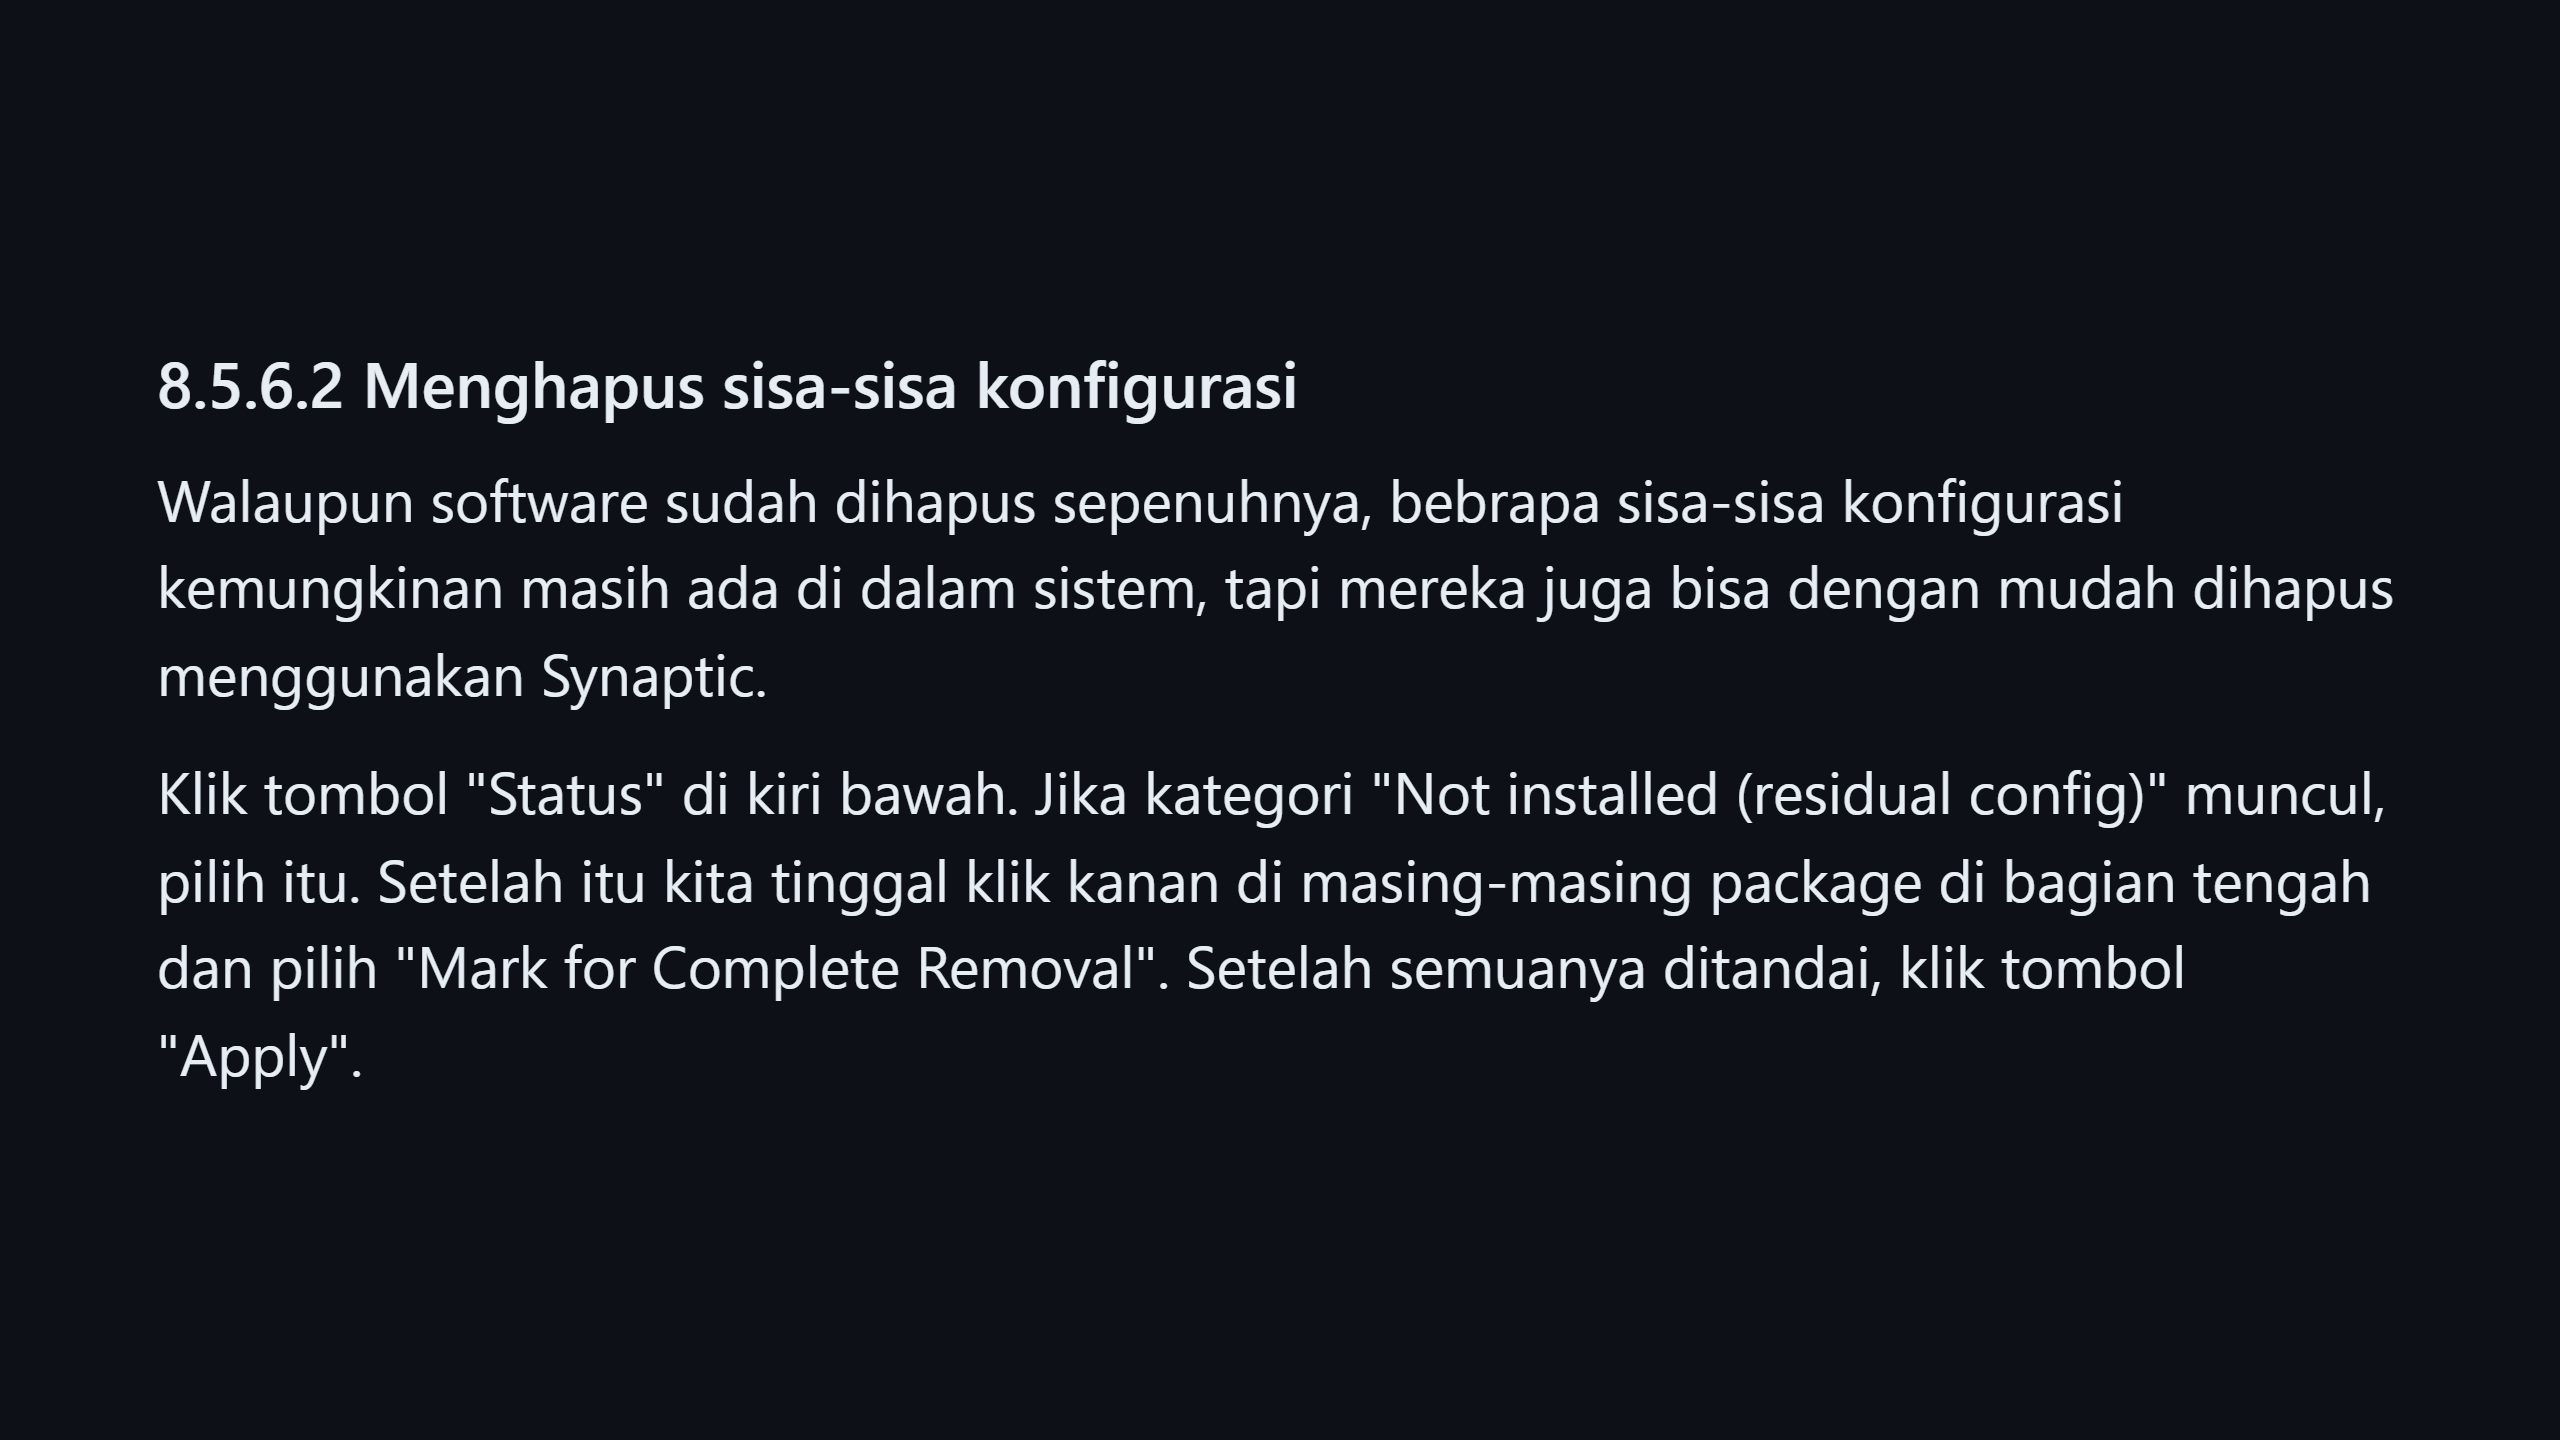 8.5.6.2 Menghapus sisa-sisa konfigurasi
Walaupun software sudah dihapus sepenuhnya, bebrapa sisa-sisa konfigurasi
kemungkinan masih ada di dalam sistem, tapi mereka juga bisa dengan mudah dihapus
menggunakan Synaptic.
Klik tombol "Status" di kiri bawah. Jika kategori "Not installed (residual config)" muncul,
pilih itu. Setelah itu kita tinggal klik kanan di masing-masing package di bagian tengah
dan pilih "Mark for Complete Removal". Setelah semuanya ditandai, klik tombol
"Apply".